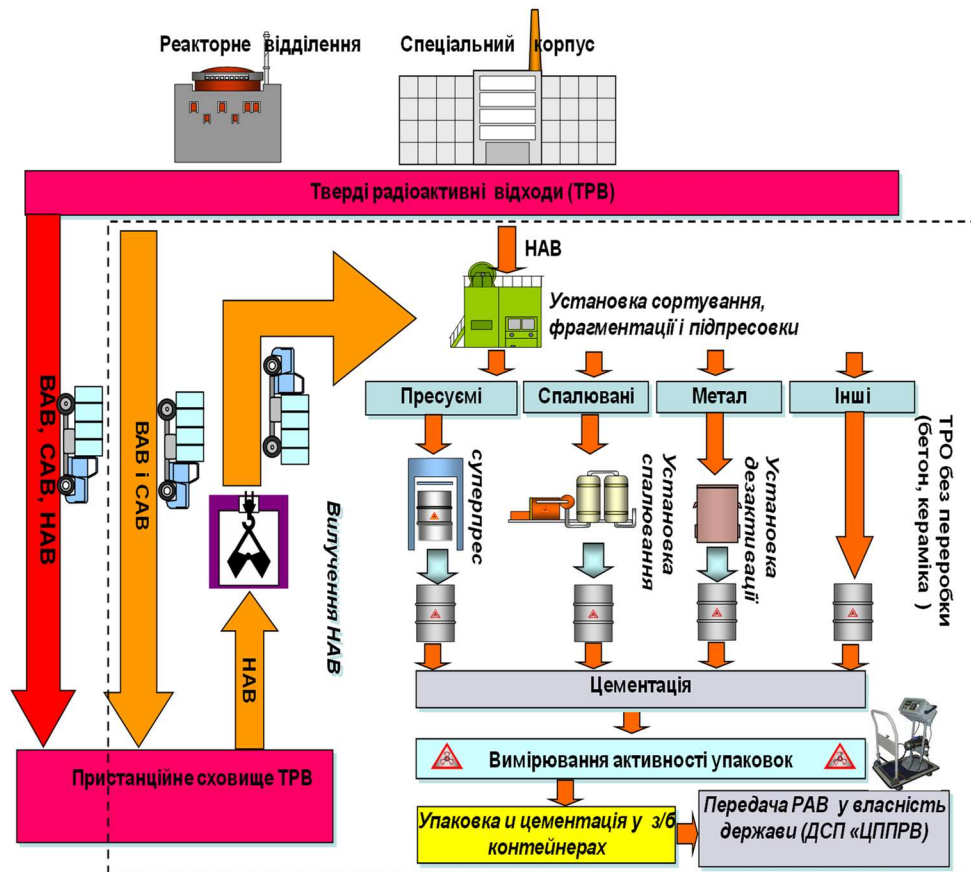 Реакторне відділення
Спеціальний корпус
Тверді радіоактивні відходи (ТРВ)
НАВ
Установка сортування,
фрагментації і підпресовки
Пресуємі
Спалювані
Метал
Інші
ВАВ, САВ, НАВ
ВАВ і САВ
Вилучення НАВ
НАВ
суперпрес
Установка
спалювання
Установка
дезактивації
ТРО без переробки
(бетон, кераміка )
Цементація
Вимірювання активності упаковок
Пристанційне сховище ТРВ
Упаковка и цементація у з/б
контейнерах
Передача РАВ у власність
держави (ДСП «ЦППРВ)